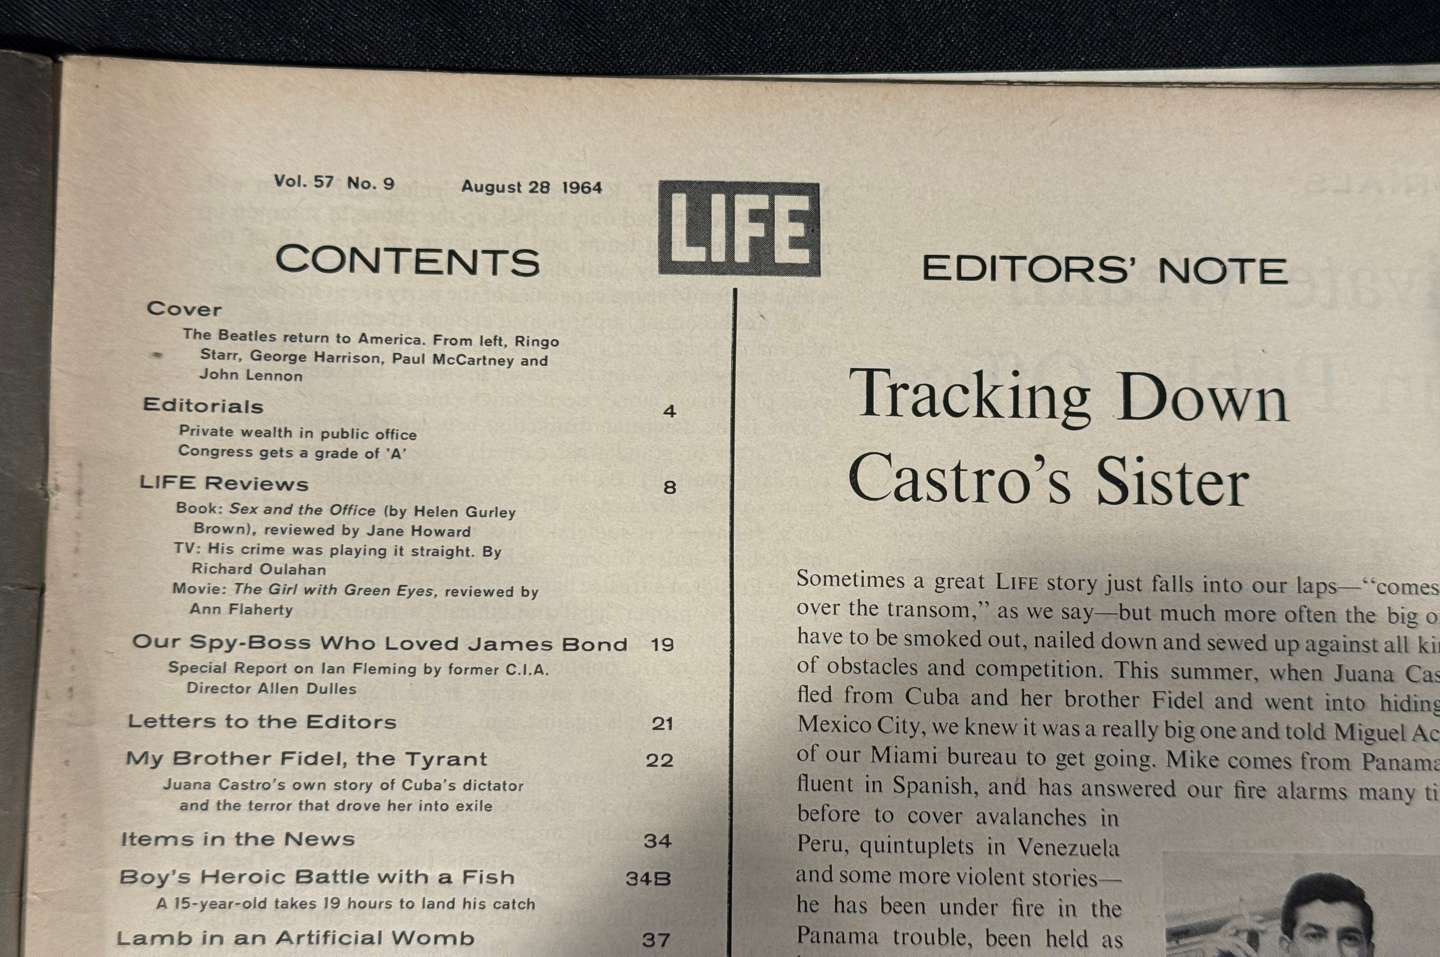 Vol. 57 No. 9 August 28 1964
LIFE
CONTENTS
Cover
The Beatles return to America. From left, Ringo
Starr, George Harrison, Paul McCartney and
John Lennon
Editorials 4
Private wealth in public office
Congress gets a grade of 'A'
LIFE Reviews 8
Book: Sex and the Office (by Helen Gurley
Brown), reviewed by Jane Howard
TV: His crime was playing it straight. By
Richard Oulahan
Movie: The Girl with Green Eyes, reviewed by
Ann Flaherty
Our Spy-Boss Who Loved James Bond 19
Special Report on Ian Fleming by former C.I.A.
Director Allen Dulles
Letters to the Editors 21
My Brother Fidel, the Tyrant 22
Juana Castro's own story of Cuba's dictator
and the terror that drove her into exile
Items in the News 34
Boy's Heroic Battle with a Fish 34B
A 15-year-old takes 19 hours to land his catch
Lamb in an Artificial Womb 37
EDITORS' NOTE
Tracking Down
Castro's Sister
Sometimes a great LIFE story just falls into our laps—“comes
over the transom,” as we say—but much more often the big o
have to be smoked out, nailed down and sewed up against all ki
of obstacles and competition. This summer, when Juana Cas
fled from Cuba and her brother Fidel and went into hiding
Mexico City, we knew it was a really big one and told Miguel Ac
of our Miami bureau to get going. Mike comes from Panama
fluent in Spanish, and has answered our fire alarms many ti
before to cover avalanches in
Peru, quintuplets in Venezuela
and some more violent stories—
he has been under fire in the
Panama trouble, been held as